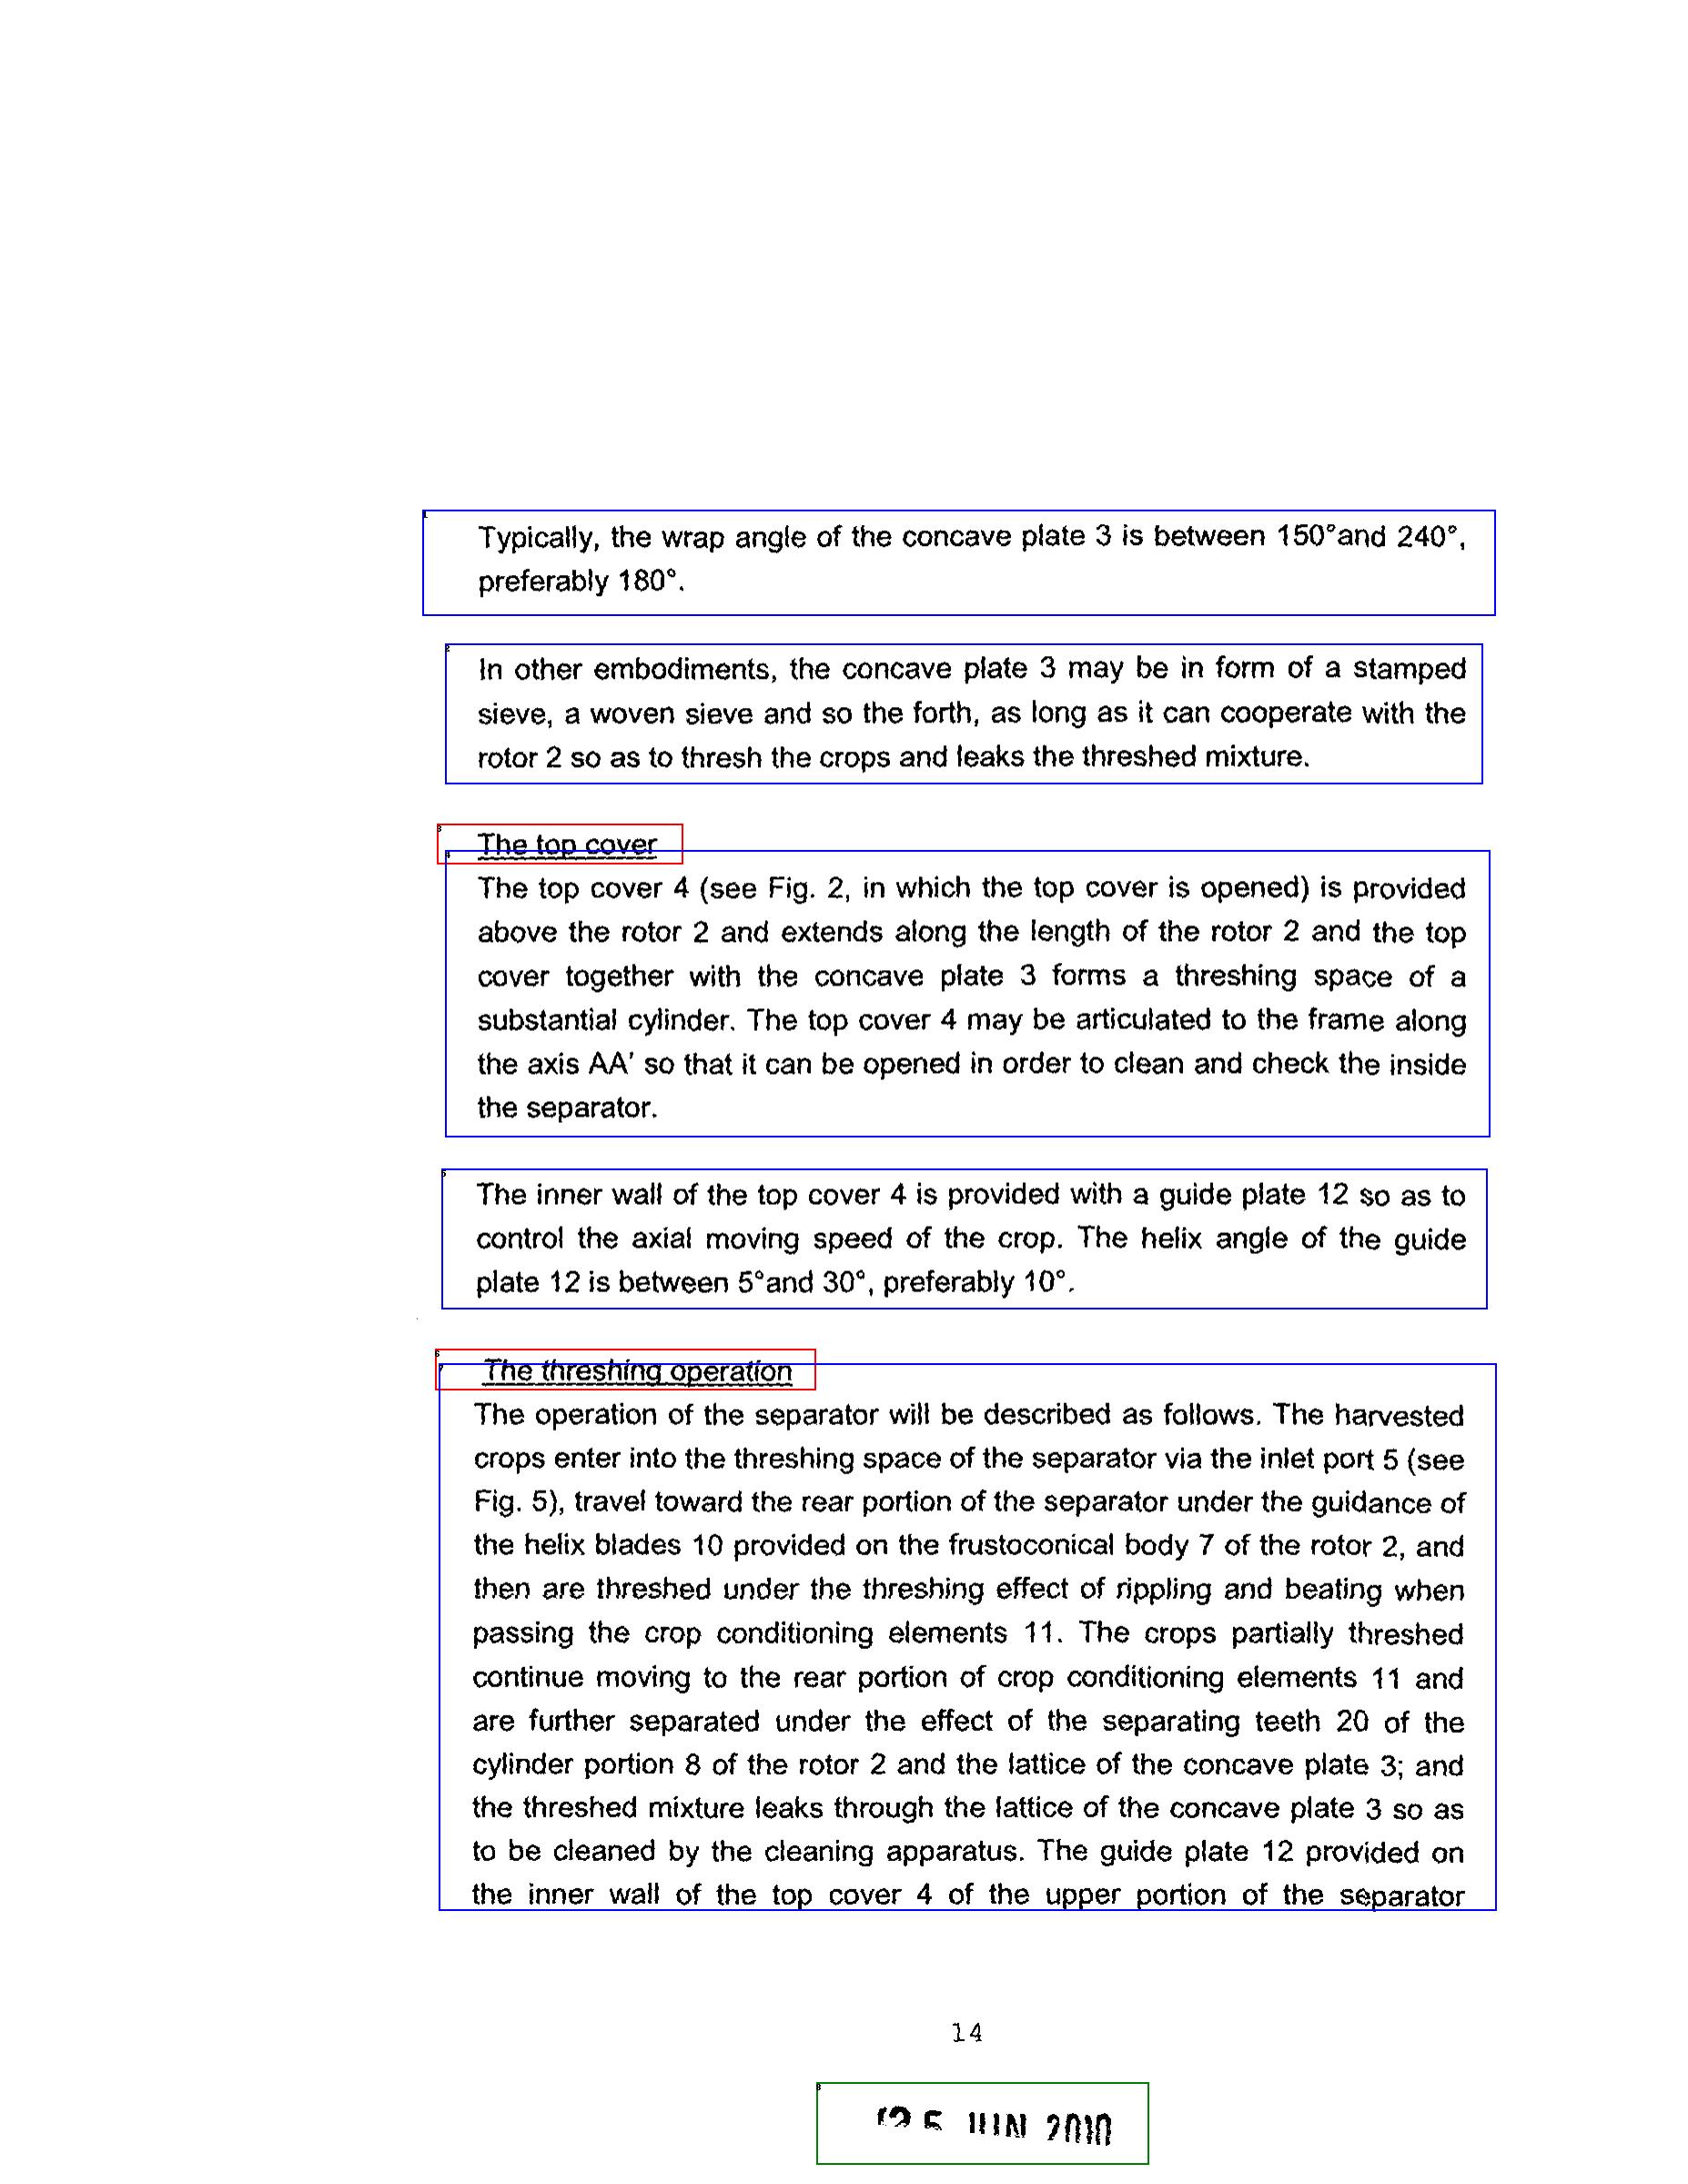 Typically, the wrap angle of the concave plate 3 is between 150°and 240°,
preferably 180°.
In other embodiments, the concave plate 3 may be in form of a stamped
sieve, a woven sieve and so the forth, as long as it can cooperate with the
rotor 2 so as to thresh the crops and leaks the threshed mixture.
The top cover
The top cover 4 (see Fig. 2, in which the top cover is opened) is provided
above the rotor 2 and extends along the length of the rotor 2 and the top
cover together with the concave plate 3 forms a threshing space of a
substantial cylinder. The top cover 4 may be articulated to the frame along
the axis AA' so that it can be opened in order to clean and check the inside
the separator.
The inner wall of the top cover 4 is provided with a guide plate 12 so as to
control the axial moving speed of the crop. The helix angle of the guide
plate 12 is between 5°and 30°, preferably 10°.
The threshing operation
The operation of the separator will be described as follows. The harvested
crops enter into the threshing space of the separator via the inlet port 5 (see
Fig. 5), travel toward the rear portion of the separator under the guidance of
the helix blades 10 provided on the frustoconical body 7 of the rotor 2, and
then are threshed under the threshing effect of rippling and beating when
passing the crop conditioning elements 11. The crops partially threshed
continue moving to the rear portion of crop conditioning elements 11 and
are further separated under the effect of the separating teeth 20 of the
cylinder portion 8 of the rotor 2 and the lattice of the concave plate 3; and
the threshed mixture leaks through the lattice of the concave plate 3 so as
to be cleaned by the cleaning apparatus. The guide plate 12 provided on
the inner wall of the top cover 4 of the upper portion of the separator
14
JUN 2010